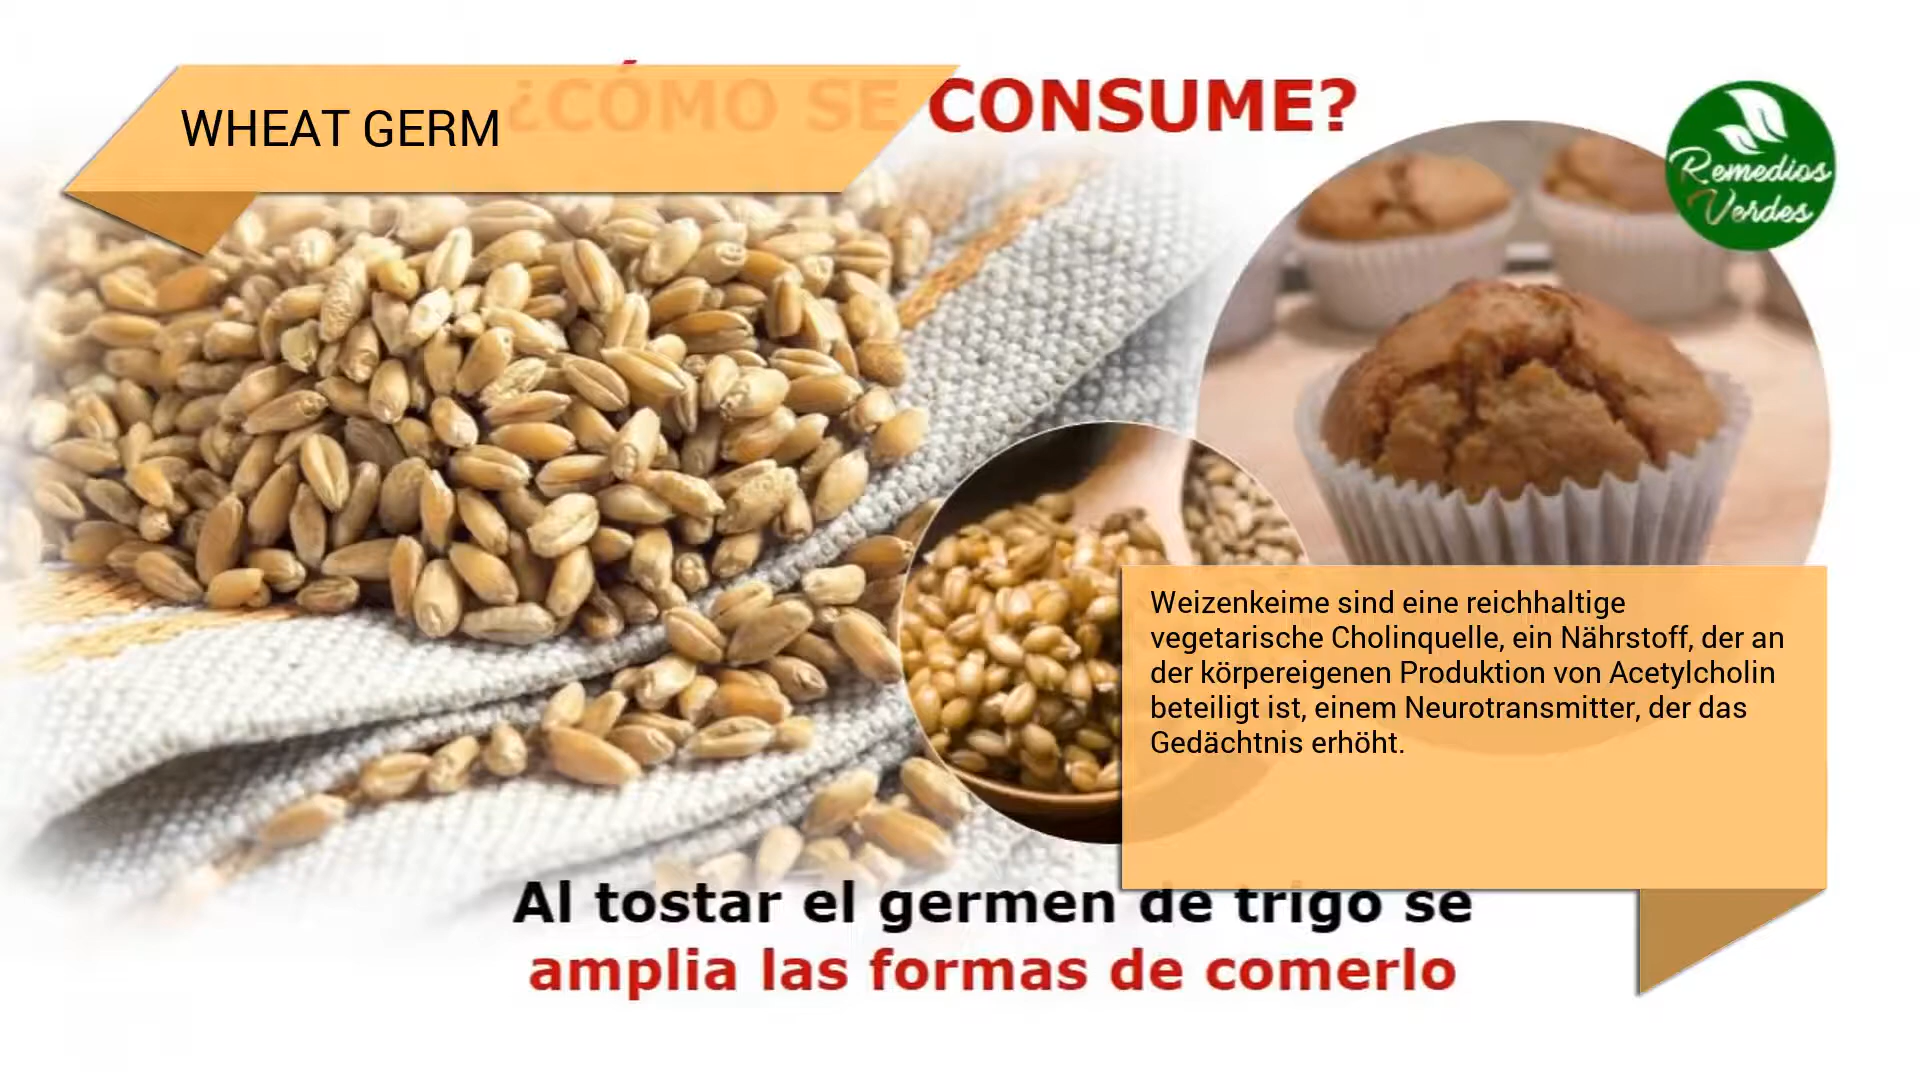 WHEAT GERM
¿CÓMO SE CONSUME?
Remedios
Verdes
Weizenkeime sind eine reichhaltige
vegetarische Cholinquelle, ein Nährstoff, der an
der körpereigenen Produktion von Acetylcholin
beteiligt ist, einem Neurotransmitter, der das
Gedächtnis erhöht.
Al tostar el germen de trigo se
amplia las formas de comerlo